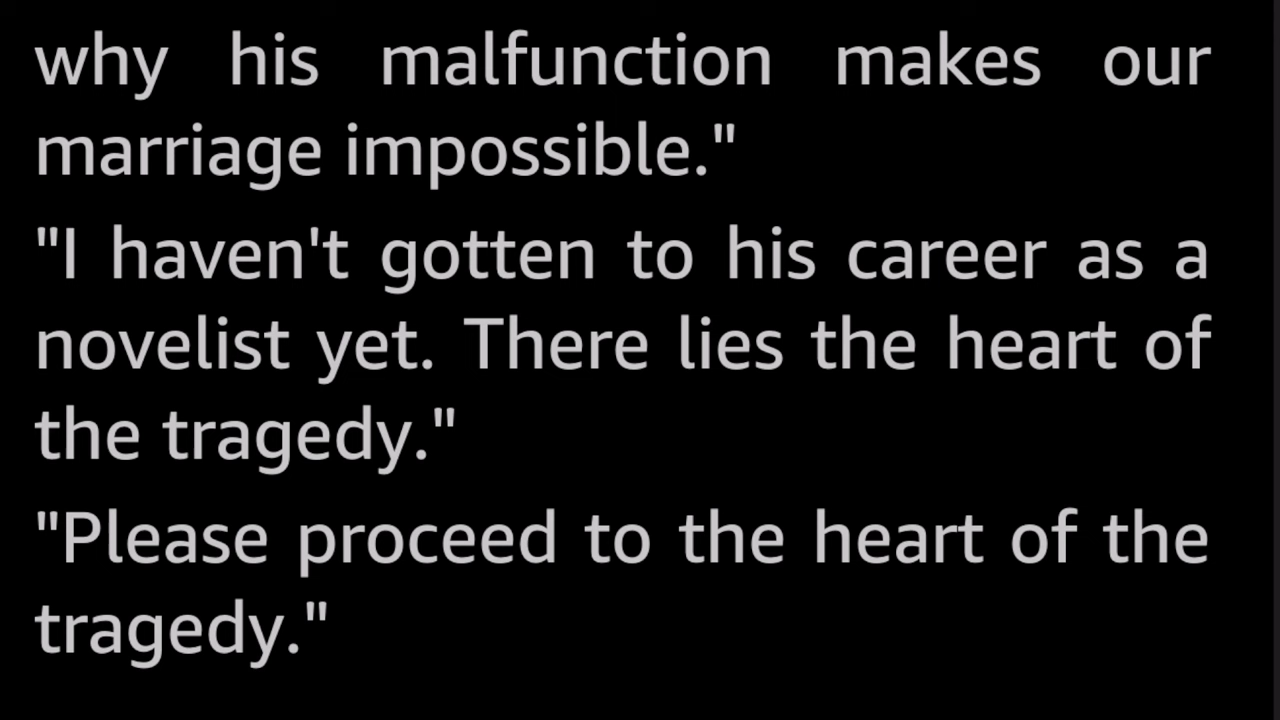 why his malfunction makes our
marriage impossible."
"I haven't gotten to his career as a
novelist yet. There lies the heart of
the tragedy."
"Please proceed to the heart of the
tragedy."